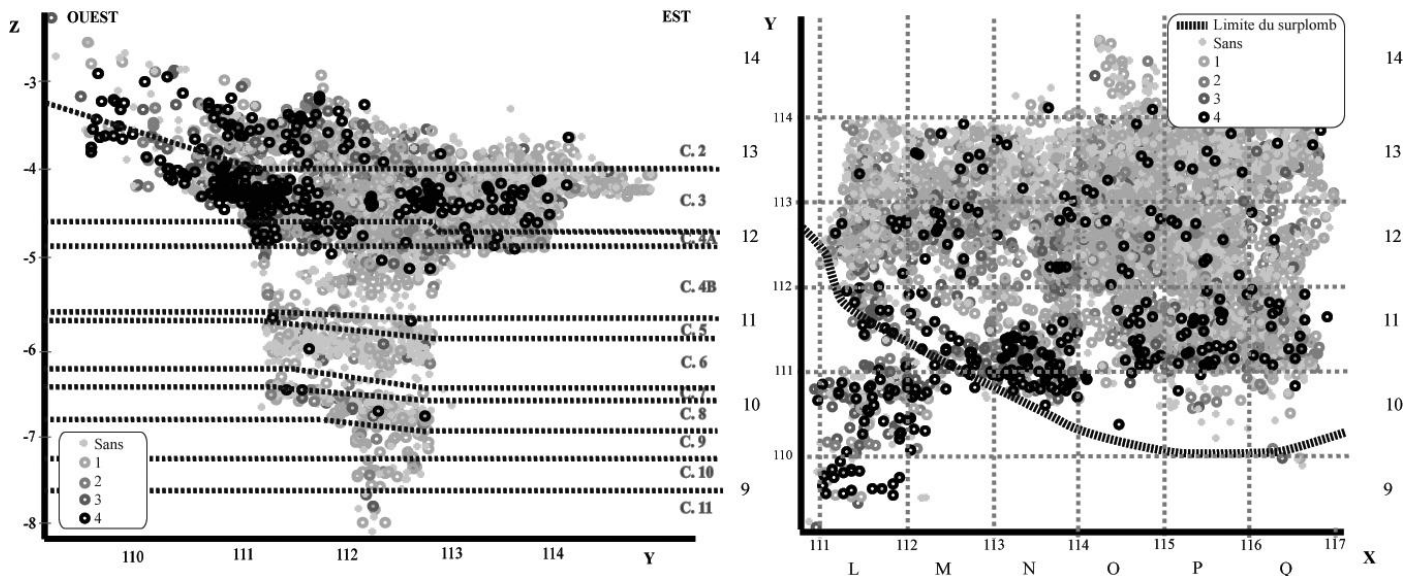 Z
OUEST
EST
-3
-4
-5
-6
-7
-8
C. 2
C. 3
C. 4A
C. 4B
C. 5
C. 6
C. 7
C. 8
C. 9
C. 10
C. 11
Sans
1
2
3
4
110
111
112
113
114
Y
Y
14
13
12
11
10
9
Limite du surplomb
Sans
1
2
3
4
14
13
12
11
10
9
114
113
112
111
110
111
112
113
114
115
116
117
X
L
M
N
O
P
Q